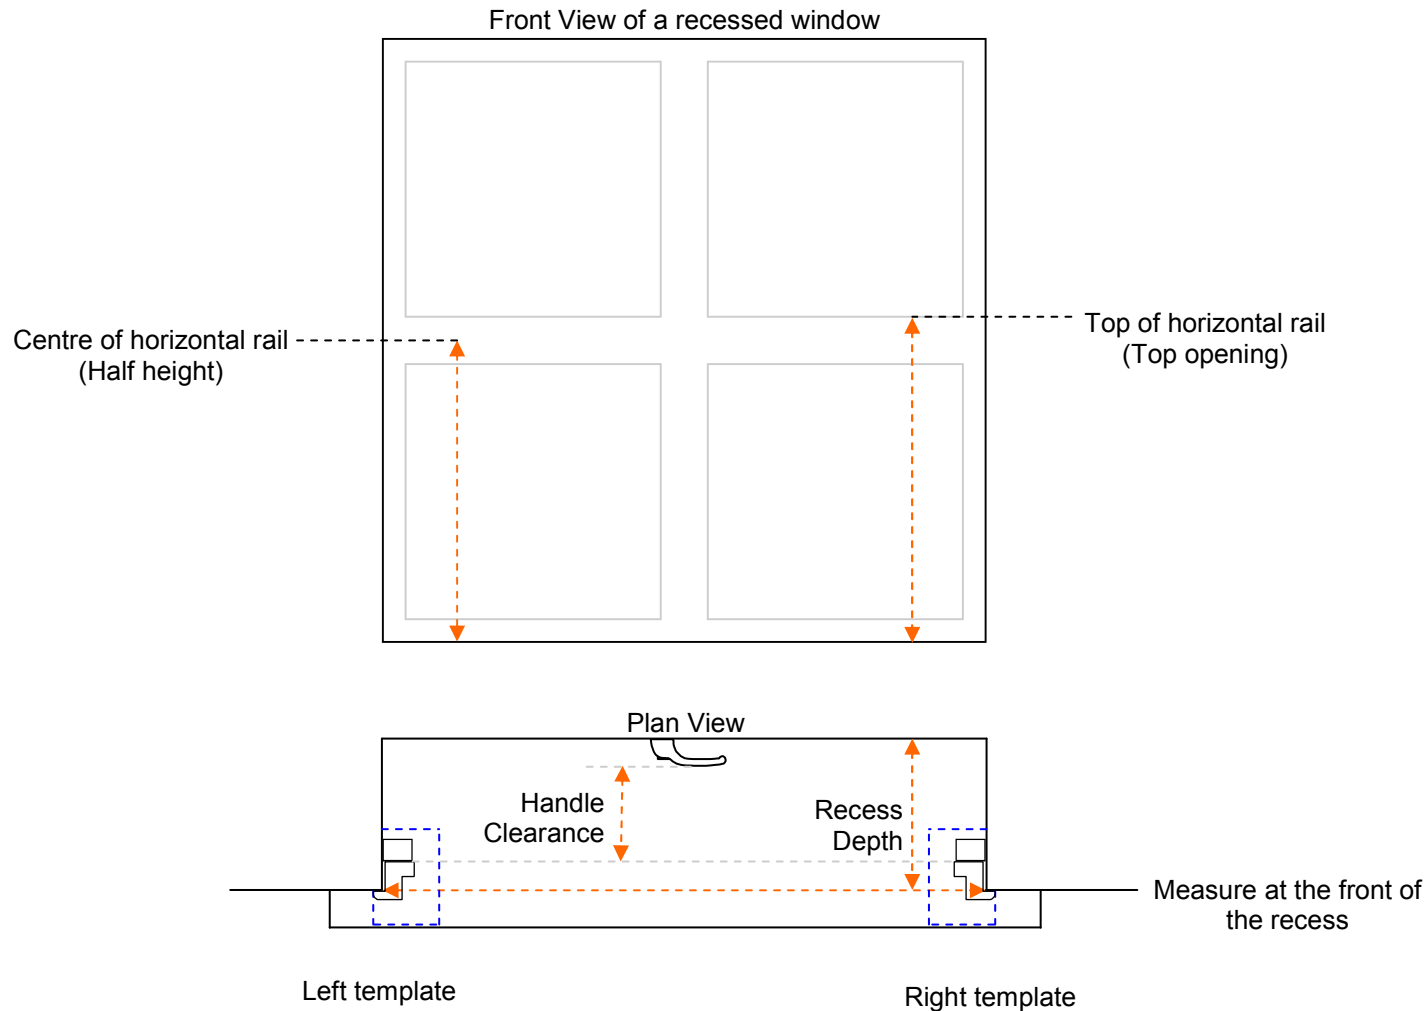 Front View of a recessed window
Centre of horizontal rail
(Half height)
Top of horizontal rail
(Top opening)
Plan View
Handle
Clearance
Recess
Depth
Measure at the front of
the recess
Left template
Right template